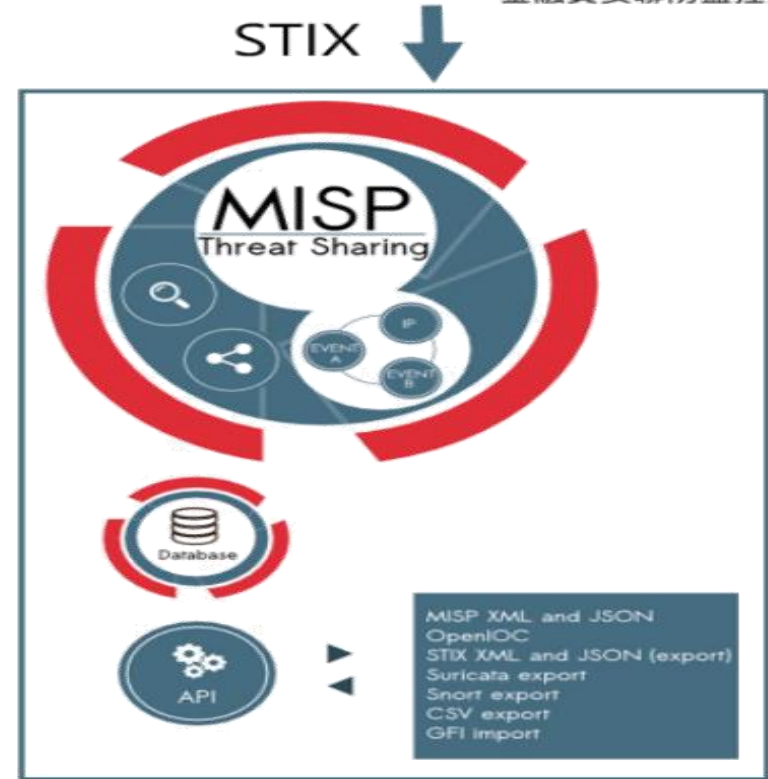 STIX
MISP
Threat Sharing
IP
EVENT
A
EVENT
B
Database
API
MISP XML and JSON
OpenIOC
STIX XML and JSON (export)
Suricata export
Snort export
CSV export
GFI import